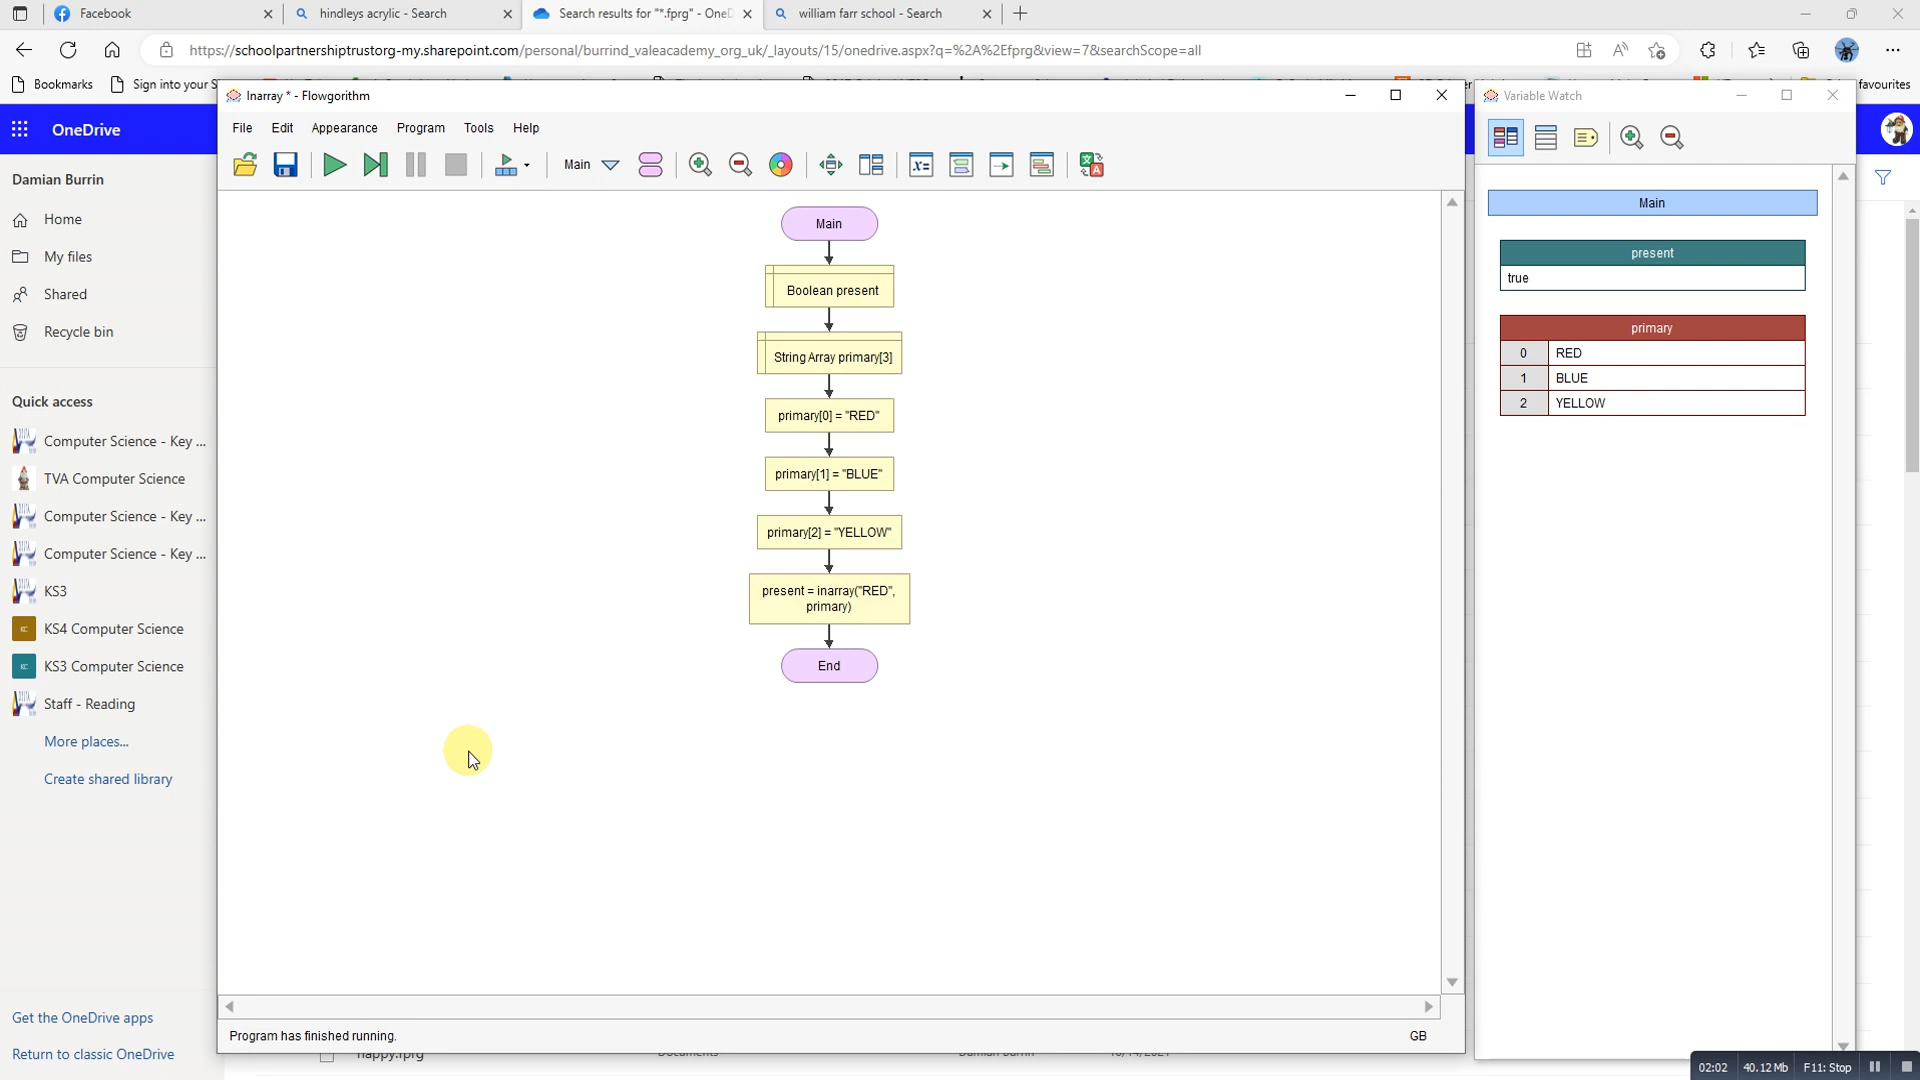 Facebook
hindleys acrylic - Search
Search results for "*.fprg" - OneD
william farr school - Search
https://schoolpartnershiptrustorg-my.sharepoint.com/personal/burrind_valeacademy_org_uk/_layouts/15/onedrive.aspx?q=%2A%2Efprg&view=7&searchScope=all
Bookmarks
Sign into your S
favourites
OneDrive
Damian Burrin
Home
My files
Shared
Recycle bin
Quick access
Computer Science - Key ...
TVA Computer Science
Computer Science - Key ...
Computer Science - Key ...
KS3
KS4 Computer Science
KS3 Computer Science
Staff - Reading
More places...
Create shared library
Get the OneDrive apps
Return to classic OneDrive
Inarray * - Flowgorithm
File Edit Appearance Program Tools Help
Main
Main
Boolean present
String Array primary[3]
primary[0] = "RED"
primary[1] = "BLUE"
primary[2] = "YELLOW"
present = inarray("RED",
primary)
End
Program has finished running.
GB
Variable Watch
Main
present
true
primary
0 RED
1 BLUE
2 YELLOW
happy.fprg
Documents
Damian Burrin
02:02 40.12Mb F11: Stop